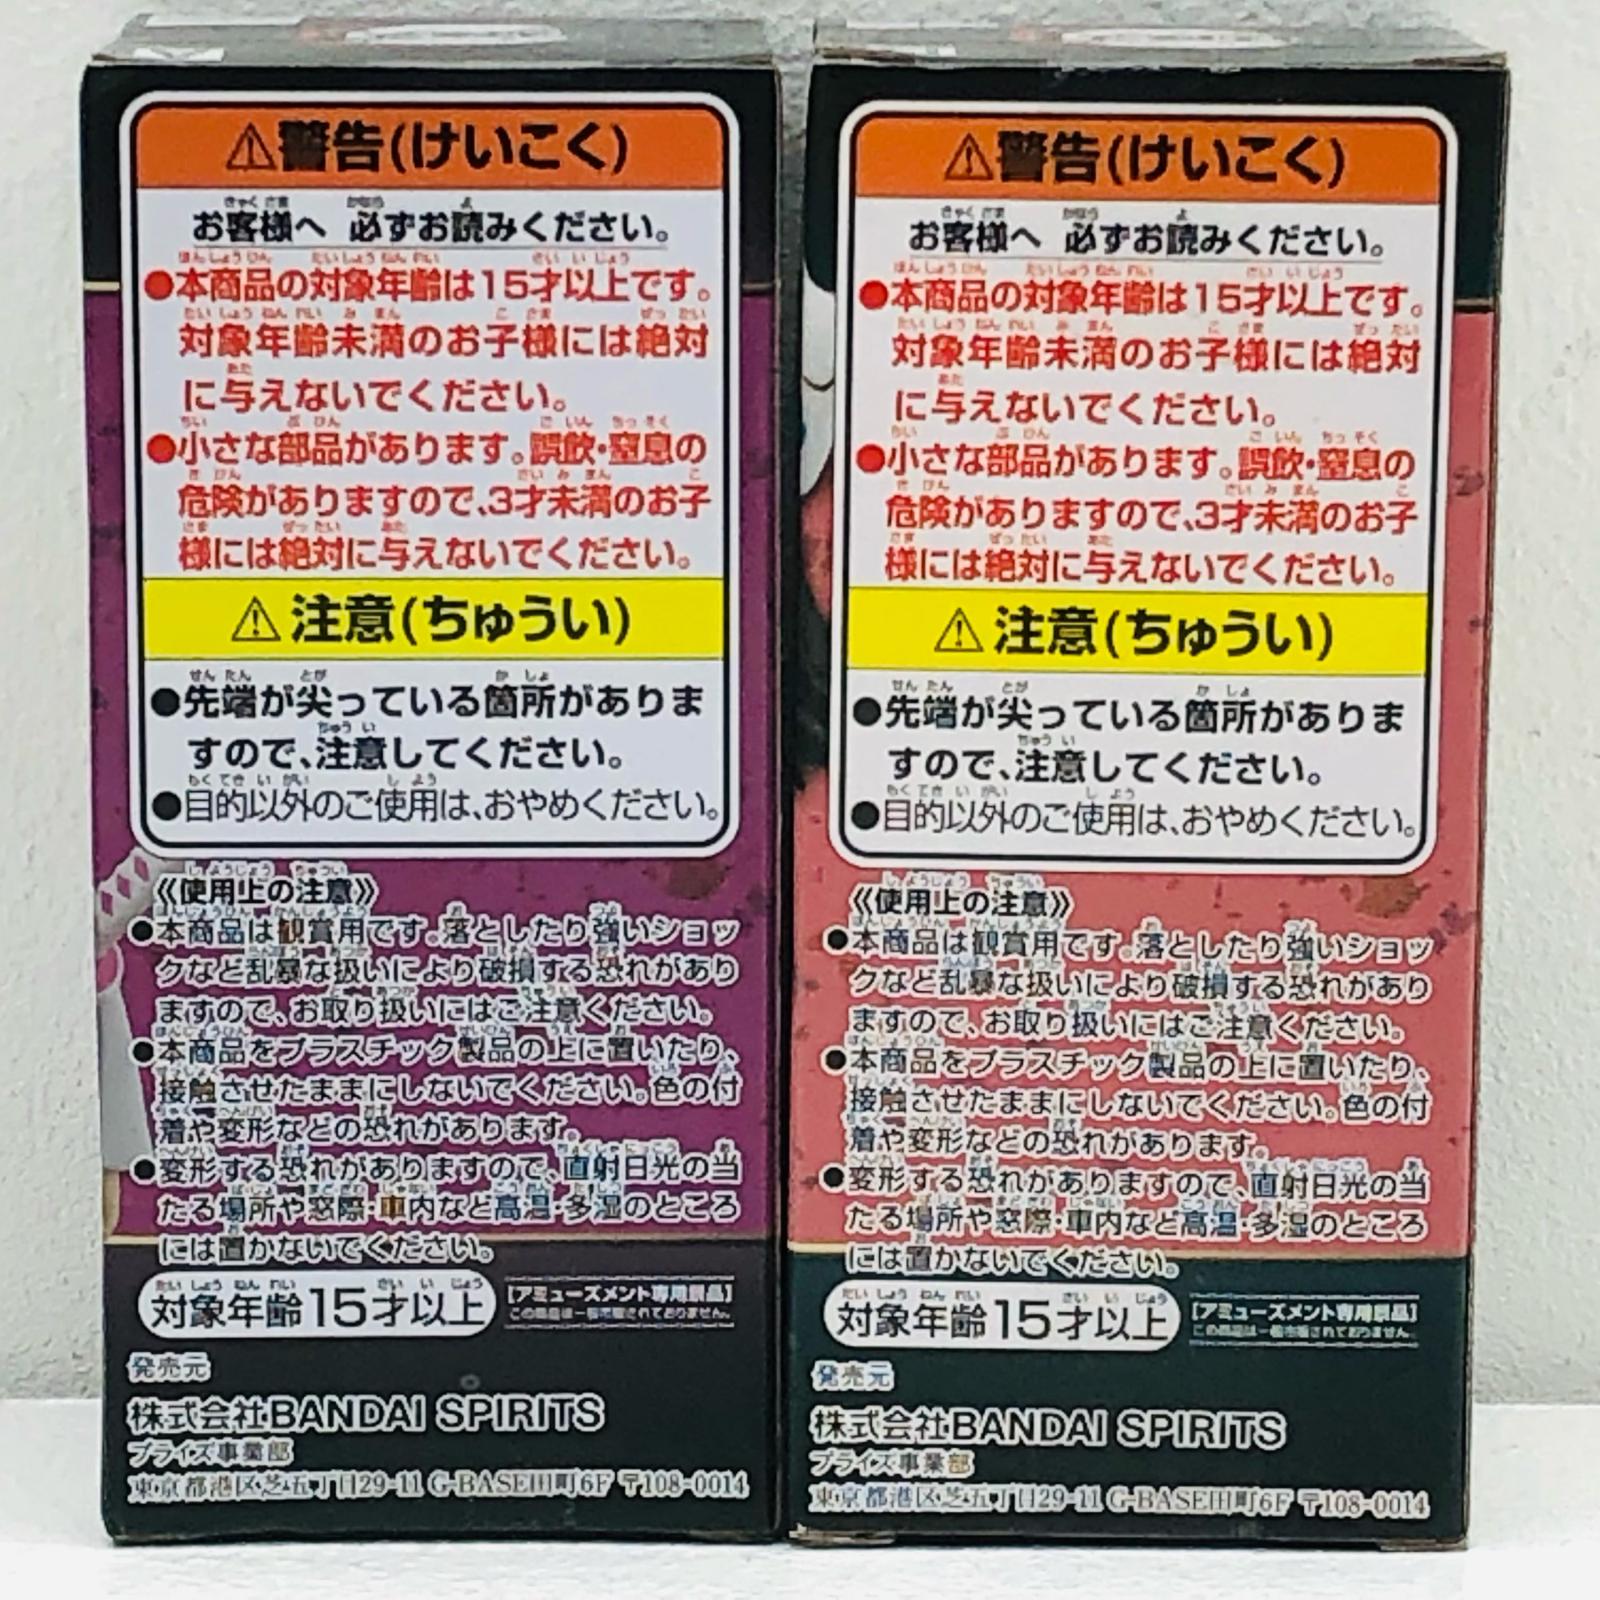 ⚠警告(けいこく)
お客様へ 必ずお読みください。
●本商品の対象年齢は15才以上です。
対象年齢未満のお子様には絶対
に与えないでください。
●小さな部品があります。誤飲・窒息の
危険がありますので、3才未満のお子
様には絶対に与えないでください。
⚠注意(ちゅうい)
●先端が尖っている箇所がありま
すので、注意してください。
●目的以外のご使用は、おやめください。
《使用上の注意》
●本商品は観賞用です。落としたり強いショッ
クなど乱暴な扱いにより破損する恐れがあり
ますので、お取り扱いにはご注意ください。
●本商品をプラスチック製品の上に置いたり、
接触させたままにしないでください。色の付
着や変形などの恐れがあります。
●変形する恐れがありますので、直射日光の当
たる場所や窓際・車内など高温・多湿のところ
には置かないでください。
対象年齢15才以上
[アミューズメント専用景品]
この商品は一般市販されておりません。
発売元
株式会社BANDAI SPIRITS
プライズ事業部
東京都港区芝五丁目29-11 G-BASE田町6F 〒108-0014
⚠警告(けいこく)
お客様へ 必ずお読みください。
●本商品の対象年齢は15才以上です。
対象年齢未満のお子様には絶対
に与えないでください。
●小さな部品があります。誤飲・窒息の
危険がありますので、3才未満のお子
様には絶対に与えないでください。
⚠注意(ちゅうい)
●先端が尖っている箇所がありま
すので、注意してください。
●目的以外のご使用は、おやめください。
《使用上の注意》
●本商品は観賞用です。落としたり強いショッ
クなど乱暴な扱いにより破損する恐れがあり
ますので、お取り扱いにはご注意ください。
●本商品をプラスチック製品の上に置いたり、
接触させたままにしないでください。色の付
着や変形などの恐れがあります。
●変形する恐れがありますので、直射日光の当
たる場所や窓際・車内など高温・多湿のところ
には置かないでください。
対象年齢15才以上
[アミューズメント専用景品]
この商品は一般市販されておりません。
発売元
株式会社BANDAI SPIRITS
プライズ事業部
東京都港区芝五丁目29-11 G-BASE田町6F 〒108-0014